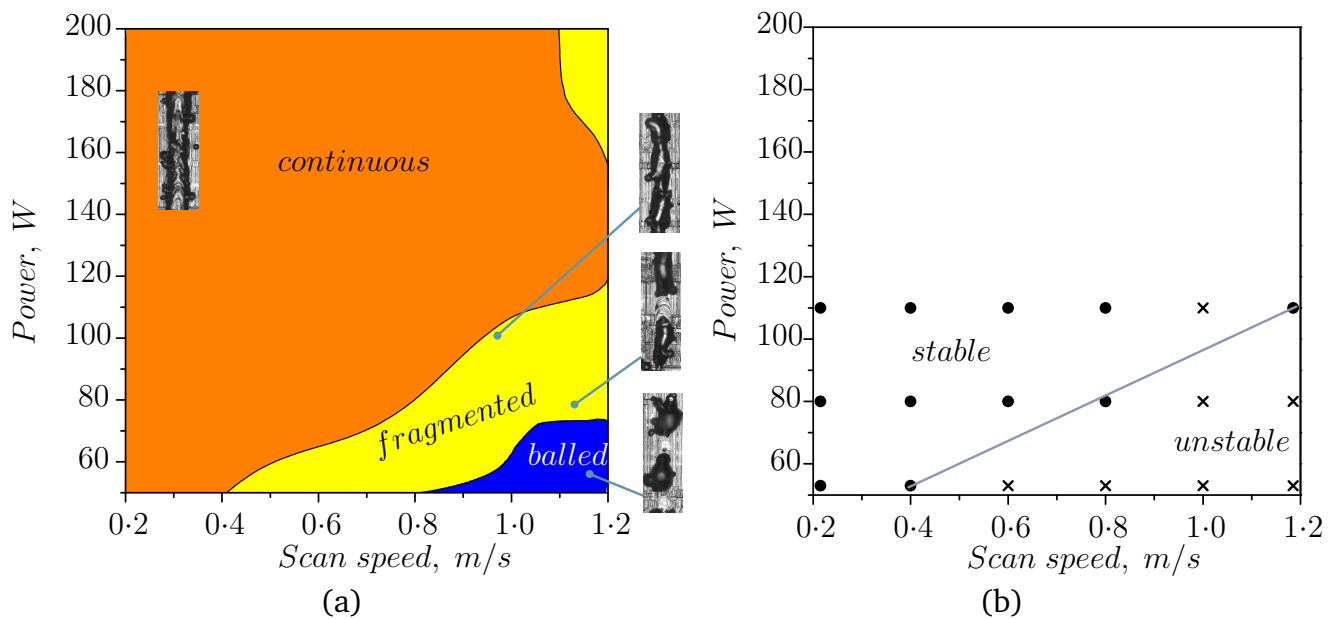 200
180
160
140
120
100
80
60
Power, W
continuous
fragmented
balled
0·2 0·4 0·6 0·8 1·0 1·2
Scan speed, m/s
(a)
200
180
160
140
120
100
80
60
Power, W
stable
unstable
0·2 0·4 0·6 0·8 1·0 1·2
Scan speed, m/s
(b)